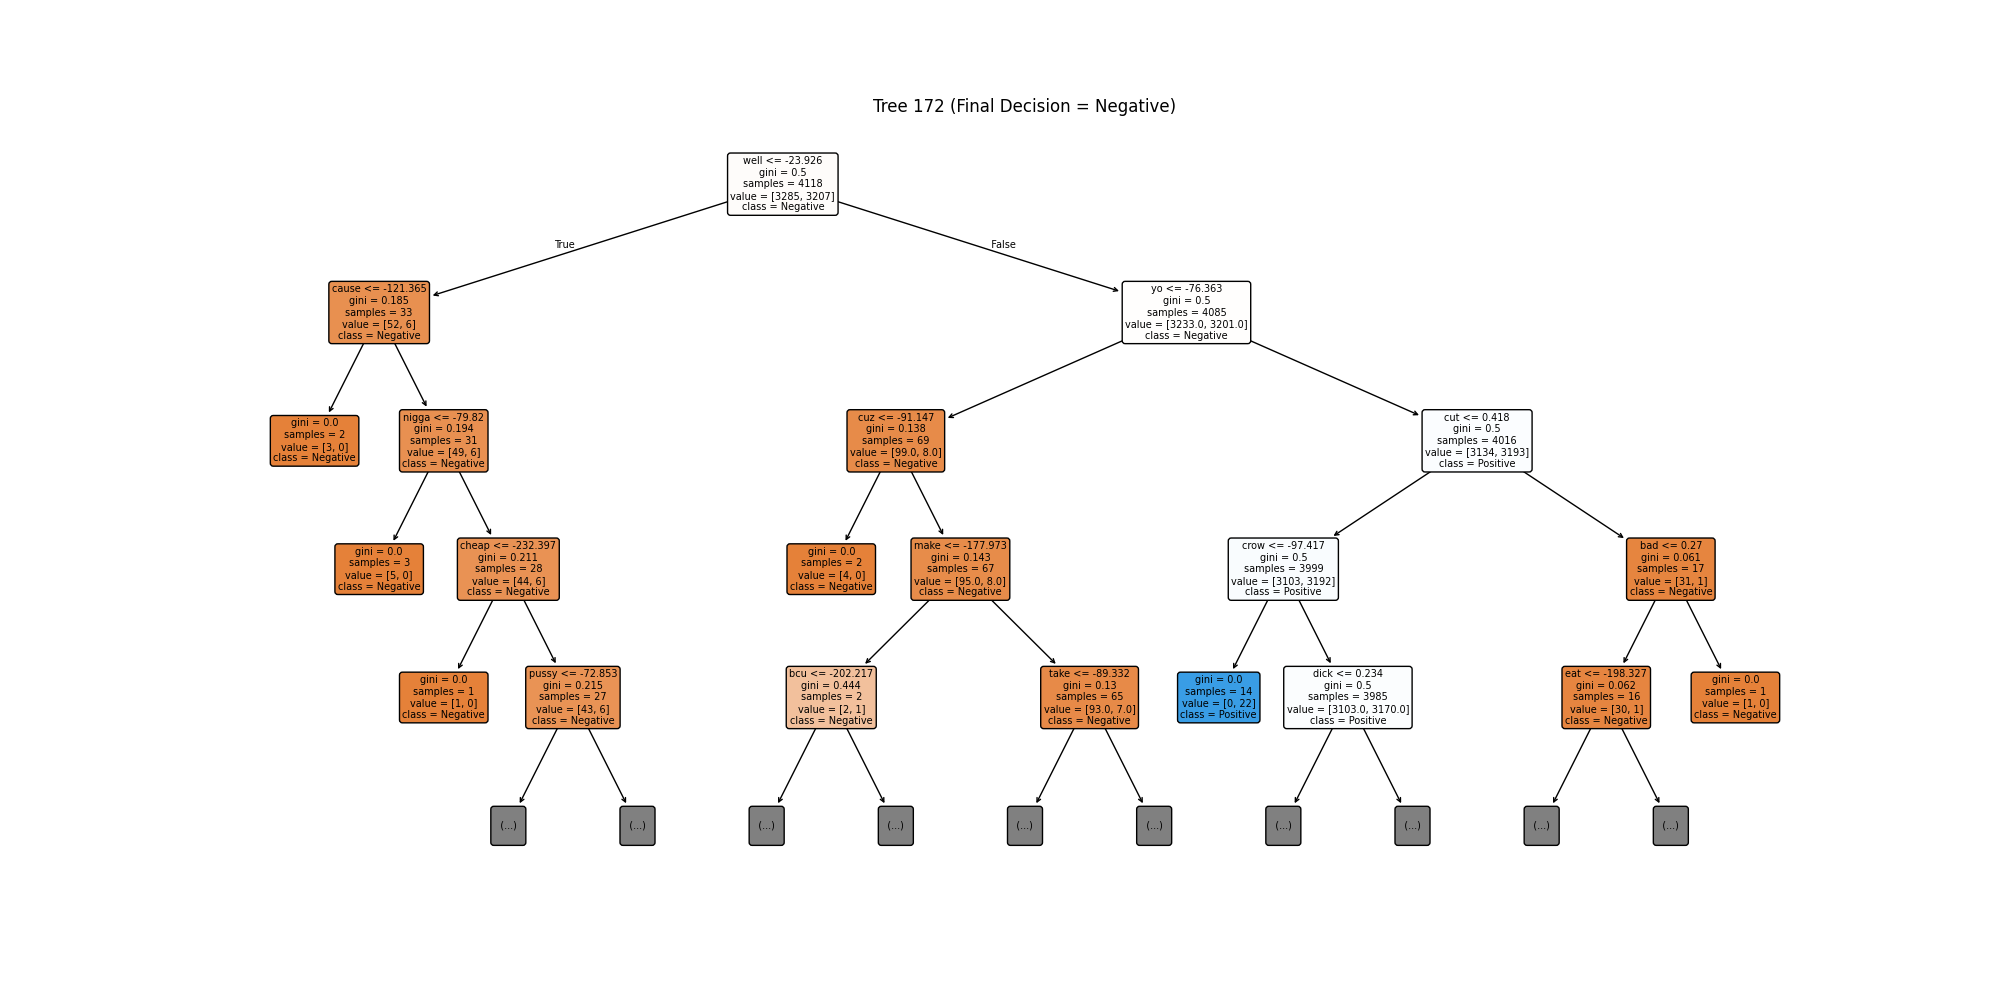 Tree 172 (Final Decision = Negative)
well <= -23.926
gini = 0.5
samples = 4118
value = [3285, 3207]
class = Negative
True
False
cause <= -121.365
gini = 0.185
samples = 33
value = [52, 6]
class = Negative
yo <= -76.363
gini = 0.5
samples = 4085
value = [3233.0, 3201.0]
class = Negative
gini = 0.0
samples = 2
value = [3, 0]
class = Negative
nigga <= -79.82
gini = 0.194
samples = 31
value = [49, 6]
class = Negative
cuz <= -91.147
gini = 0.138
samples = 69
value = [99.0, 8.0]
class = Negative
cut <= 0.418
gini = 0.5
samples = 4016
value = [3134, 3193]
class = Positive
gini = 0.0
samples = 3
value = [5, 0]
class = Negative
cheap <= -232.397
gini = 0.211
samples = 28
value = [44, 6]
class = Negative
gini = 0.0
samples = 2
value = [4, 0]
class = Negative
make <= -177.973
gini = 0.143
samples = 67
value = [95.0, 8.0]
class = Negative
crow <= -97.417
gini = 0.5
samples = 3999
value = [3103, 3192]
class = Positive
bad <= 0.27
gini = 0.061
samples = 17
value = [31, 1]
class = Negative
gini = 0.0
samples = 1
value = [1, 0]
class = Negative
pussy <= -72.853
gini = 0.215
samples = 27
value = [43, 6]
class = Negative
bcu <= -202.217
gini = 0.444
samples = 2
value = [2, 1]
class = Negative
take <= -89.332
gini = 0.13
samples = 65
value = [93.0, 7.0]
class = Negative
gini = 0.0
samples = 14
value = [0, 22]
class = Positive
dick <= 0.234
gini = 0.5
samples = 3985
value = [3103.0, 3170.0]
class = Positive
eat <= -198.327
gini = 0.062
samples = 16
value = [30, 1]
class = Negative
gini = 0.0
samples = 1
value = [1, 0]
class = Negative
(...)
(...)
(...)
(...)
(...)
(...)
(...)
(...)
(...)
(...)